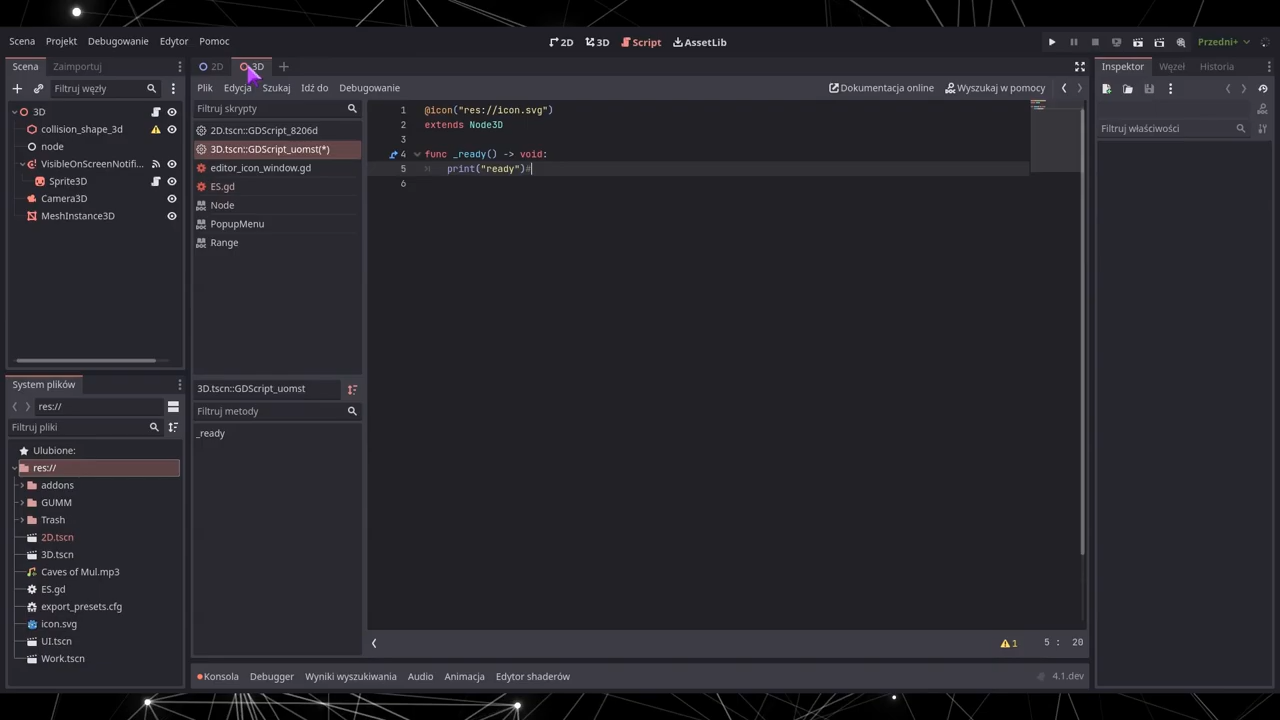 Scena Projekt Debugowanie Edytor Pomoc
2D 3D Script AssetLib
Przedni+
Scena Zaimportuj
Filtruj węzły
3D
collision_shape_3d
node
VisibleOnScreenNotifi...
Sprite3D
Camera3D
MeshInstance3D
System plików
res://
Filtruj pliki
Ulubione:
res://
addons
GUMM
Trash
2D.tscn
3D.tscn
Caves of Mul.mp3
ES.gd
export_presets.cfg
icon.svg
UI.tscn
Work.tscn
2D 3D
Plik Edycja Szukaj Idź do Debugowanie
Dokumentacja online Wyszukaj w pomocy
Filtruj skrypty
2D.tscn::GDScript_8206d
3D.tscn::GDScript_uomst(*)
editor_icon_window.gd
ES.gd
Node
PopupMenu
Range
3D.tscn::GDScript_uomst
Filtruj metody
_ready
1 @icon("res://icon.svg")
2 extends Node3D
3
4 func _ready() -> void:
5 print("ready")#
6
1 5 : 20
Konsola Debugger Wyniki wyszukiwania Audio Animacja Edytor shaderów
4.1.dev
Inspektor Węzeł Historia
Filtruj właściwości